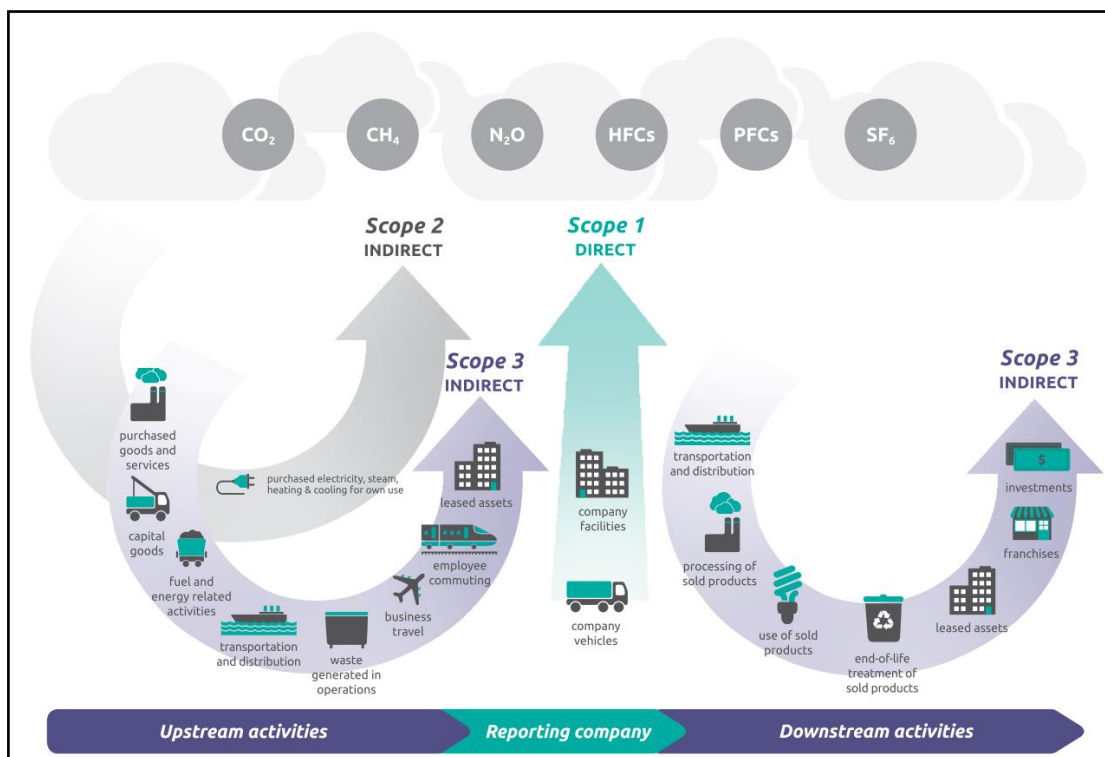 CO₂
CH₄
N₂O
HFCs
PFCs
SF₆
Scope 2
INDIRECT
Scope 1
DIRECT
Scope 3
INDIRECT
Scope 3
INDIRECT
purchased
goods and
services
capital
goods
fuel and
energy related
activities
transportation
and distribution
waste
generated in
operations
business
travel
employee
commuting
leased assets
purchased electricity, steam,
heating & cooling for own use
company
facilities
company
vehicles
transportation
and distribution
processing of
sold products
use of sold
products
end-of-life
treatment of
sold products
leased assets
franchises
$
investments
Upstream activities
Reporting company
Downstream activities